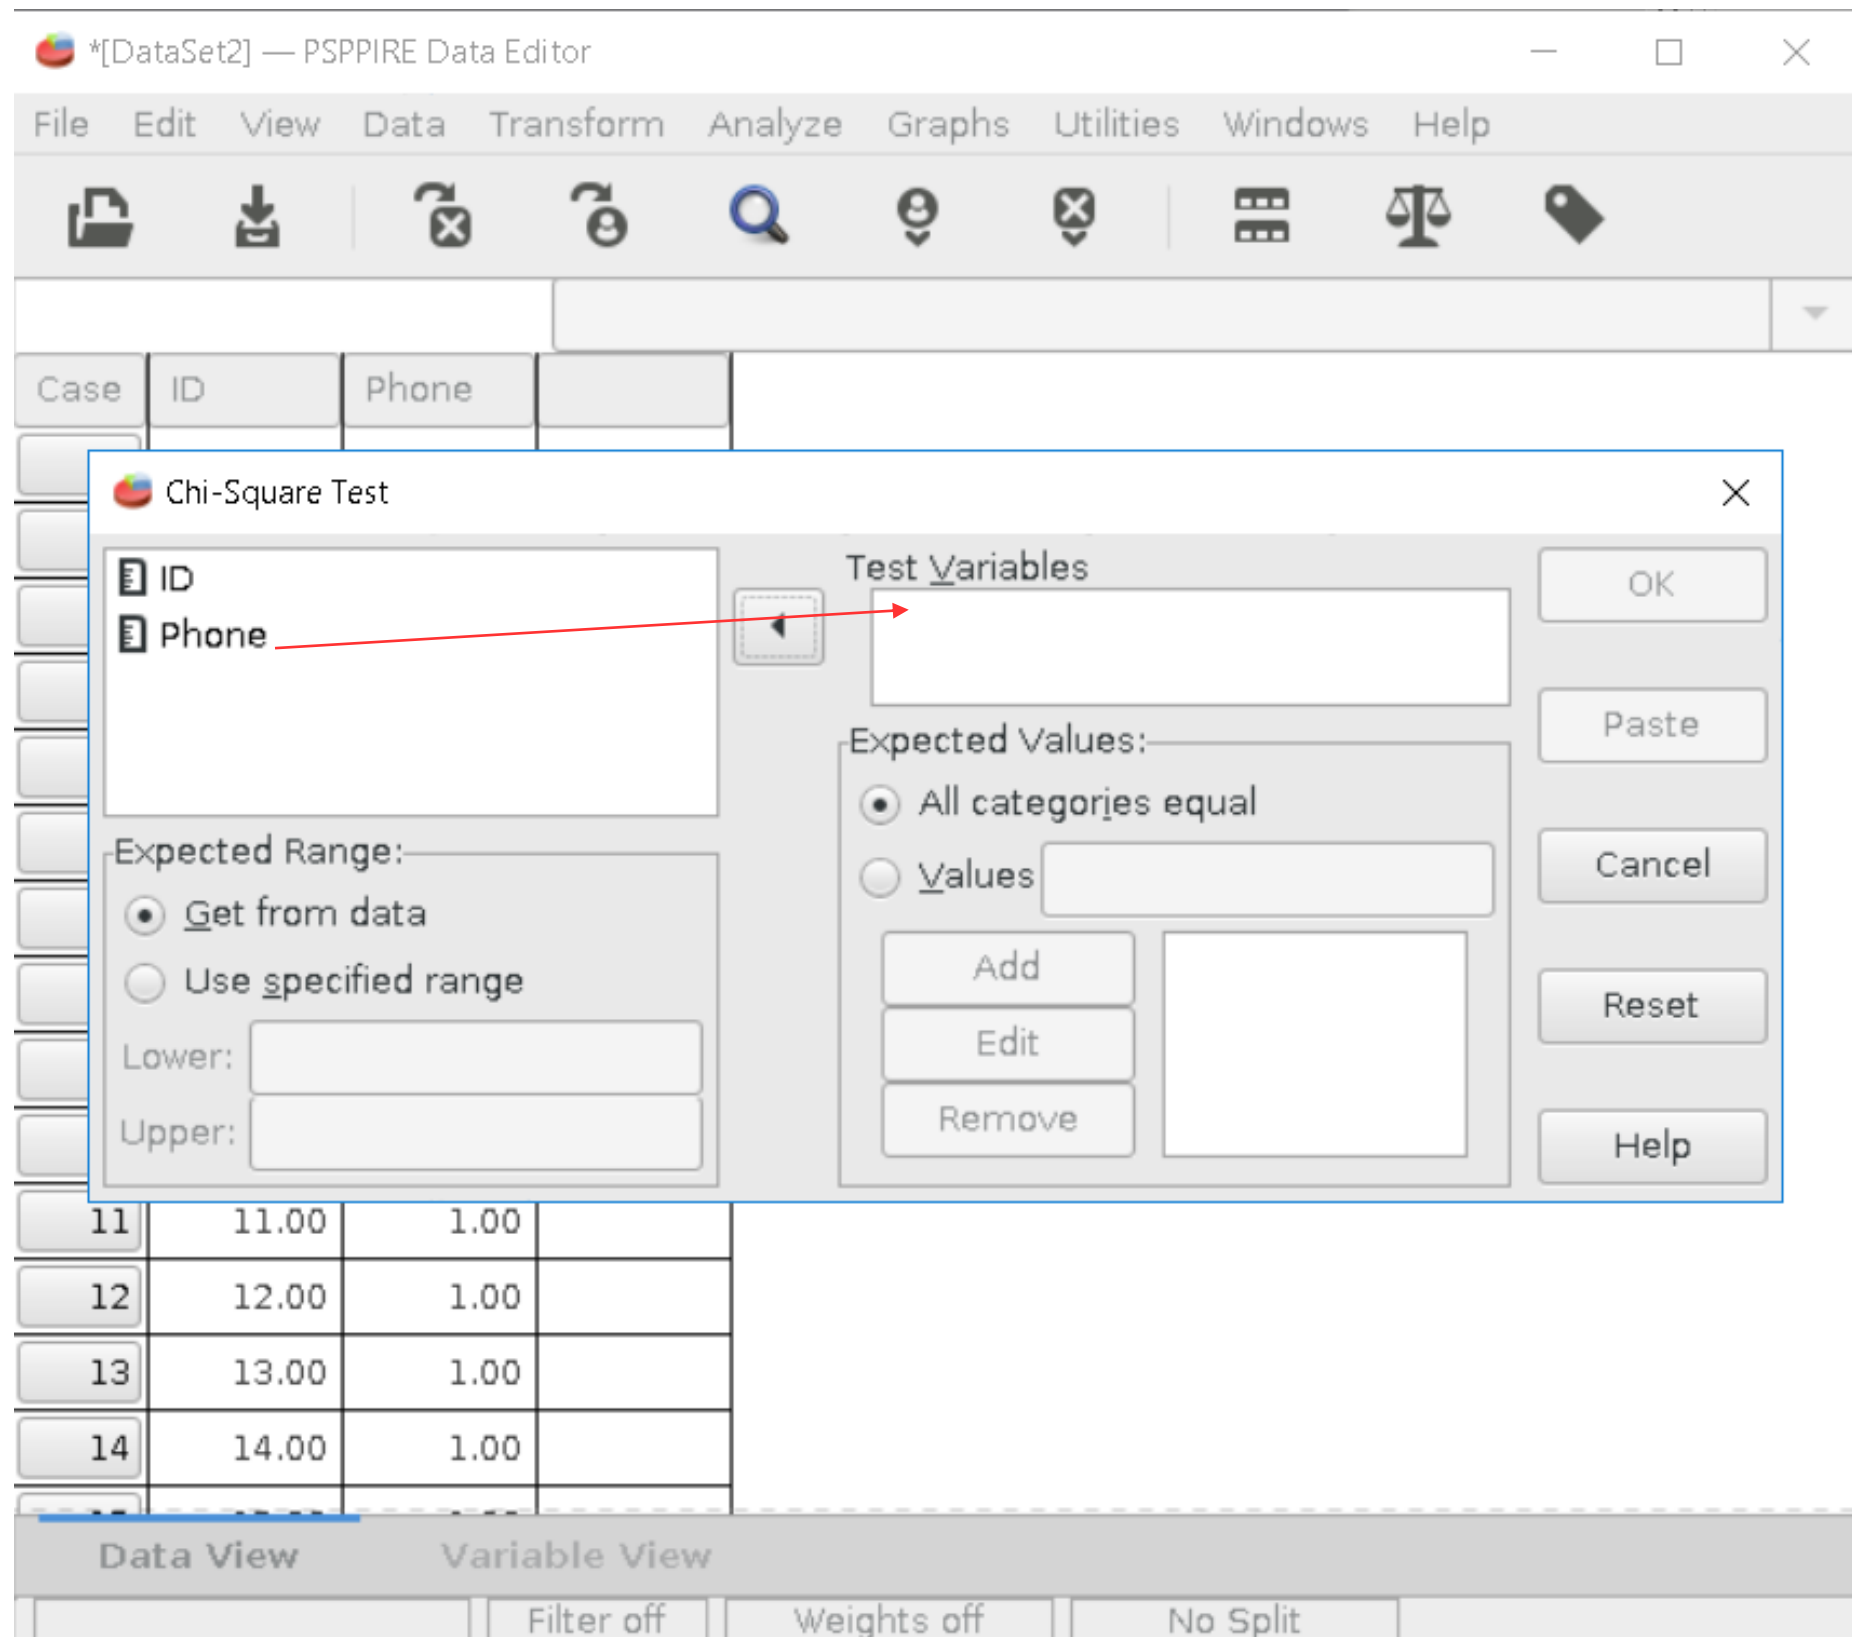 *[DataSet2] — PSPPIRE Data Editor
File Edit View Data Transform Analyze Graphs Utilities Windows Help
Case ID Phone
Chi-Square Test
ID
Phone
Test Variables
OK
Paste
Expected Values:
All categories equal
Values
Expected Range:
Get from data
Use specified range
Lower:
Upper:
Add
Edit
Remove
Cancel
Reset
Help
11 11.00 1.00
12 12.00 1.00
13 13.00 1.00
14 14.00 1.00
Data View Variable View
Filter off Weights off No Split